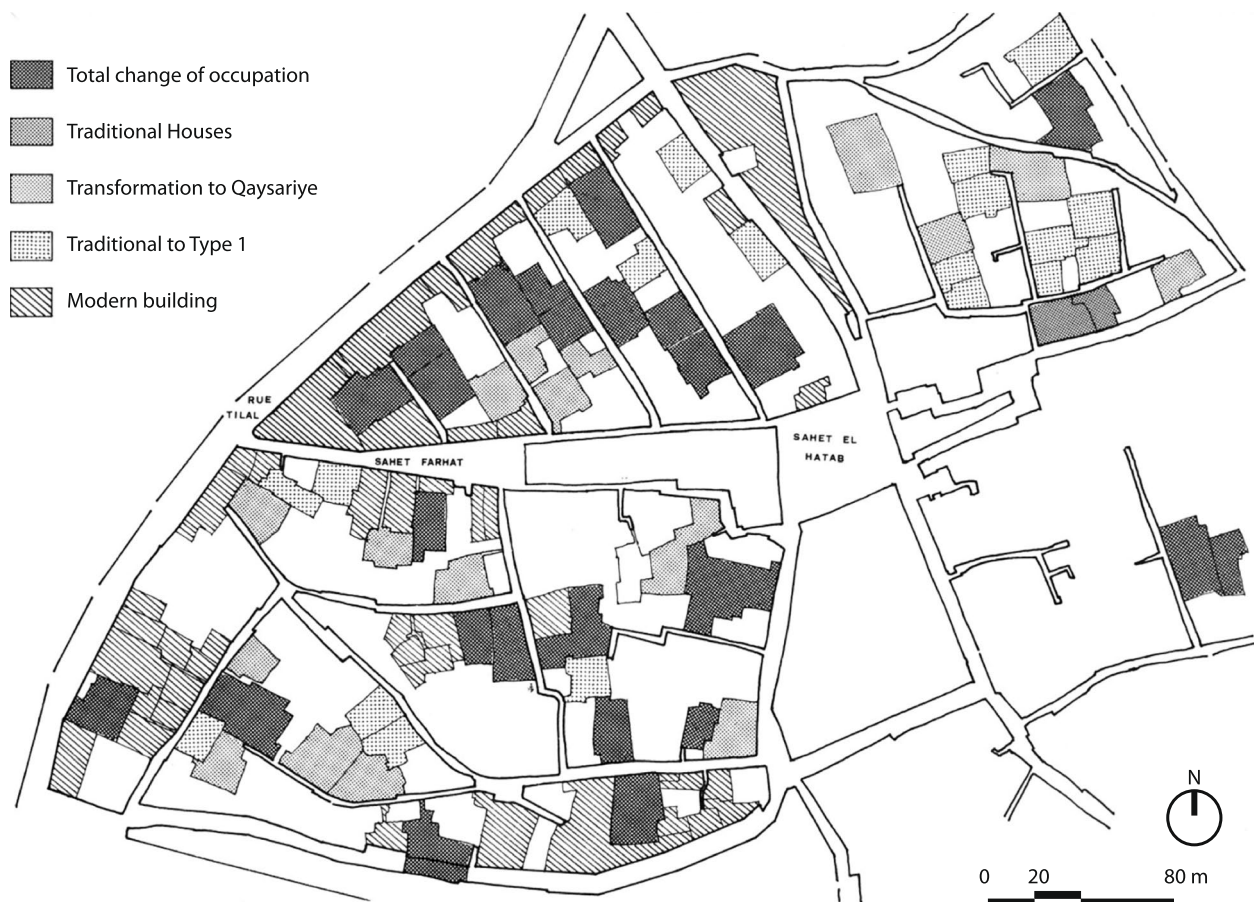 Total change of occupation
Traditional Houses
Transformation to Qaysariye
Traditional to Type 1
Modern building
RUE
TILAL
SAHET FARHAT
SAHET EL
HATAB
4
N
0 20 80 m